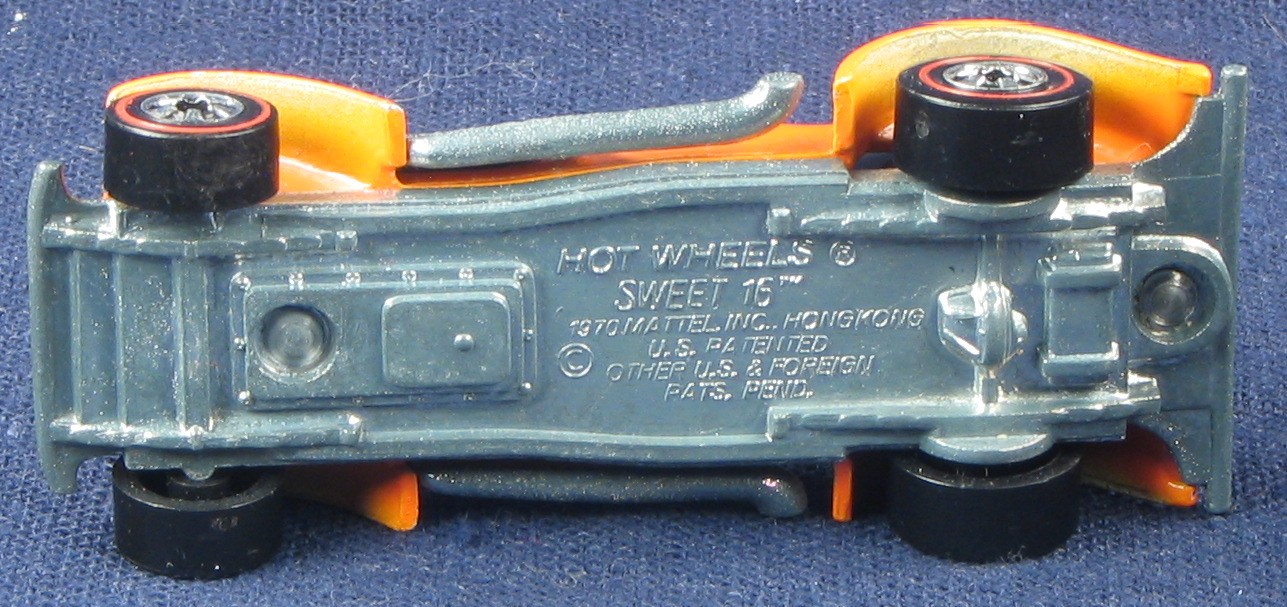 HOT WHEELS ®
SWEET 16™
1970 MATTEL, INC. HONGKONG
U.S. PATENTED
© OTHER U.S. & FOREIGN
PATS. PEND.